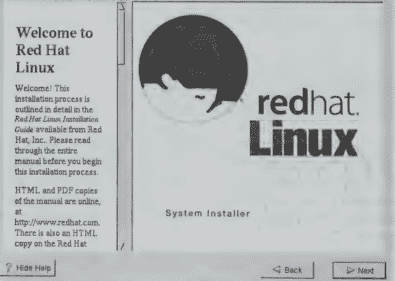 Welcome to
Red Hat
Linux
Welcome! This
installation process is
outlined in detail in the
Red Hat Linux Installation
Guide available from Red
Hat, Inc.. Please read
through the entire
manual before you begin
this installation process.
HTML and PDF copies
of the manual are online,
at
http://www.redhat.com.
There is also an HTML
copy on the Red Hat
redhat.
Linux
System Installer
? Hide Help
Back
Next